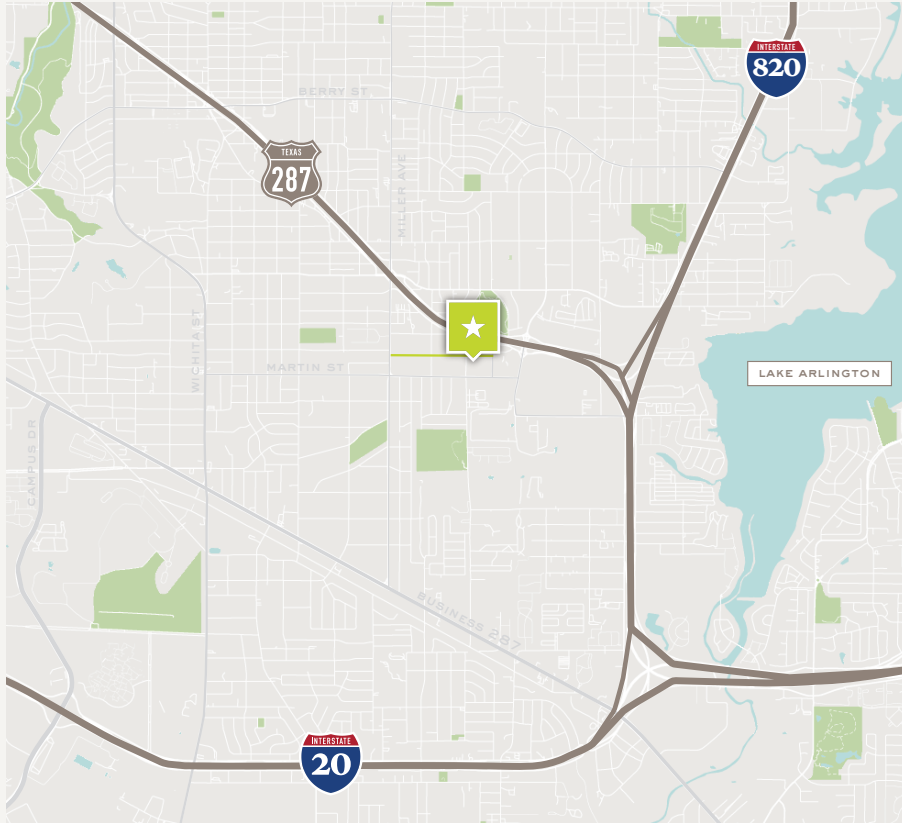 INTERSTATE
820
BERRY ST
TEXAS
287
MILLER AVE
WICHITA ST
MARTIN ST
LAKE ARLINGTON
CAMPUS DR
BUSINESS 287
INTERSTATE
20